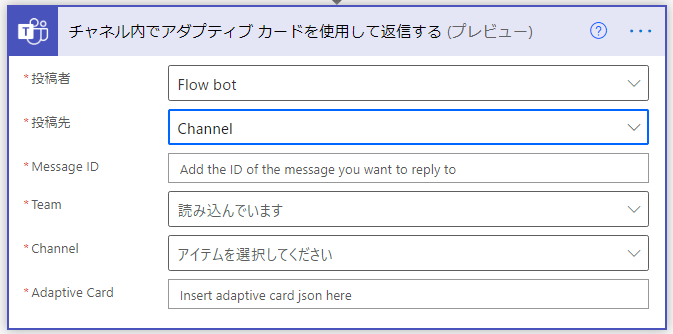 チャネル内でアダプティブ カードを使用して返信する (プレビュー)
* 投稿者
Flow bot
* 投稿先
Channel
* Message ID
Add the ID of the message you want to reply to
* Team
読み込んでいます
* Channel
アイテムを選択してください
* Adaptive Card
Insert adaptive card json here